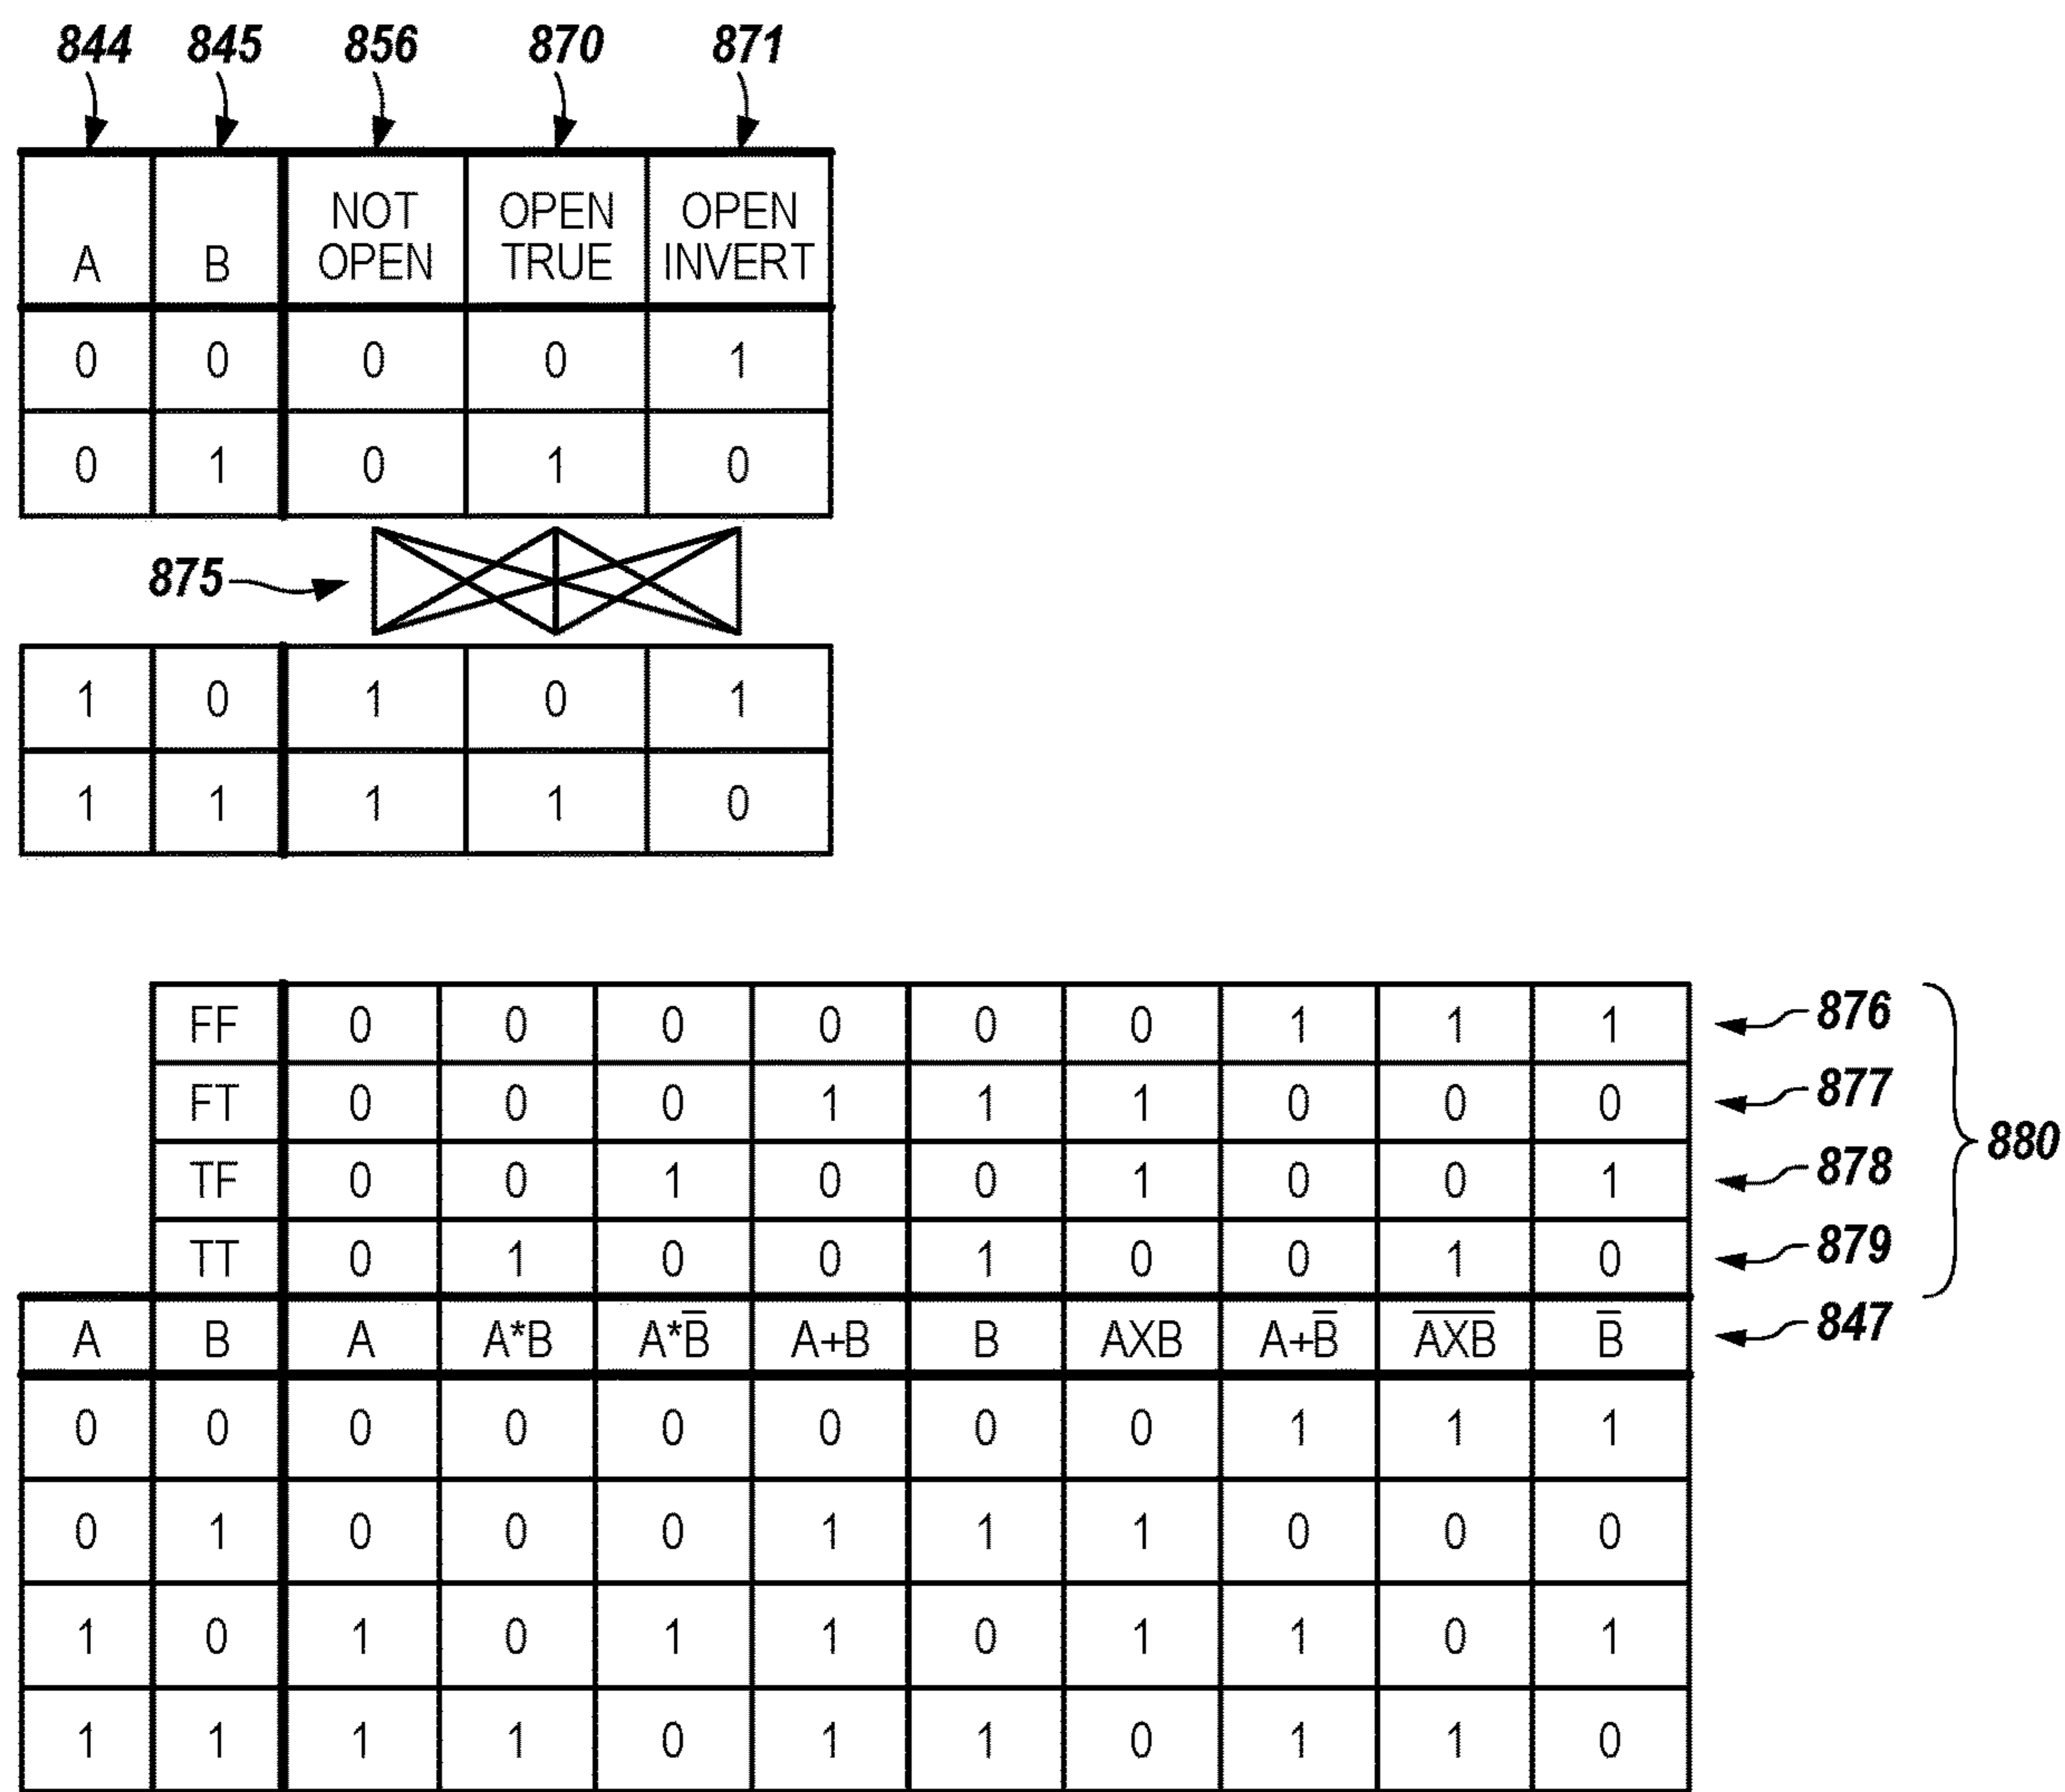 844 845 856 870 871
A B NOT OPEN OPEN TRUE OPEN INVERT
0 0 0 0 1
0 1 0 1 0
875
1 0 1 0 1
1 1 1 1 0
FF 0 0 0 0 0 0 1 1 1 876
FT 0 0 0 1 1 1 0 0 0 877
880
TF 0 0 1 0 0 1 0 0 1 878
TT 0 1 0 0 1 0 0 1 0 879
A B A A*B A*B̅ A+B B AXB A+B̅ A̅X̅B̅ B̅ 847
0 0 0 0 0 0 0 0 1 1 1
0 1 0 0 0 1 1 1 0 0 0
1 0 1 0 1 1 0 1 1 0 1
1 1 1 1 0 1 1 0 1 1 0